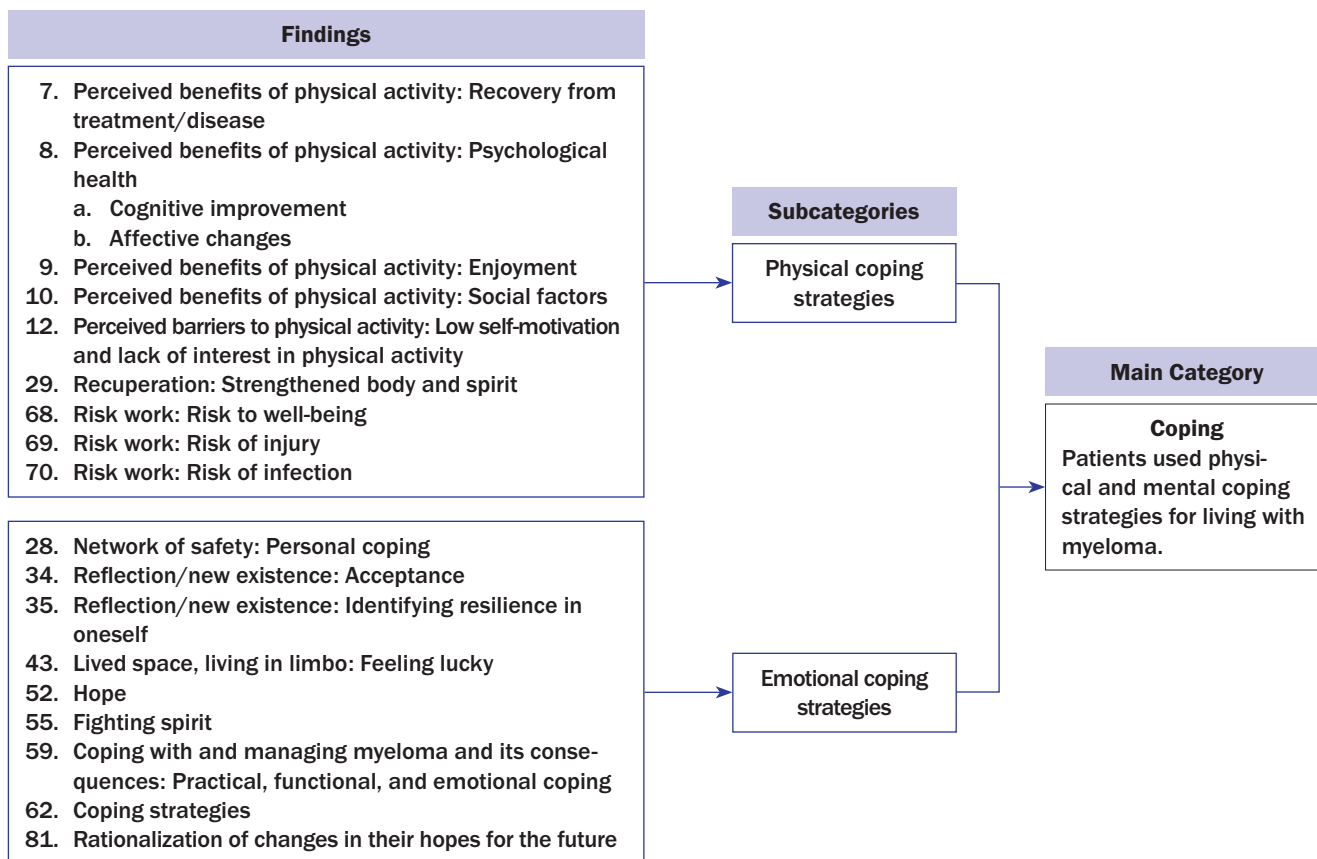 Findings
7. Perceived benefits of physical activity: Recovery from
treatment/disease
8. Perceived benefits of physical activity: Psychological
health
a. Cognitive improvement
b. Affective changes
9. Perceived benefits of physical activity: Enjoyment
10. Perceived benefits of physical activity: Social factors
12. Perceived barriers to physical activity: Low self-motivation
and lack of interest in physical activity
29. Recuperation: Strengthened body and spirit
68. Risk work: Risk to well-being
69. Risk work: Risk of injury
70. Risk work: Risk of infection
28. Network of safety: Personal coping
34. Reflection/new existence: Acceptance
35. Reflection/new existence: Identifying resilience in
oneself
43. Lived space, living in limbo: Feeling lucky
52. Hope
55. Fighting spirit
59. Coping with and managing myeloma and its conse-
quences: Practical, functional, and emotional coping
62. Coping strategies
81. Rationalization of changes in their hopes for the future
Subcategories
Physical coping
strategies
Emotional coping
strategies
Main Category
Coping
Patients used physi-
cal and mental coping
strategies for living with
myeloma.